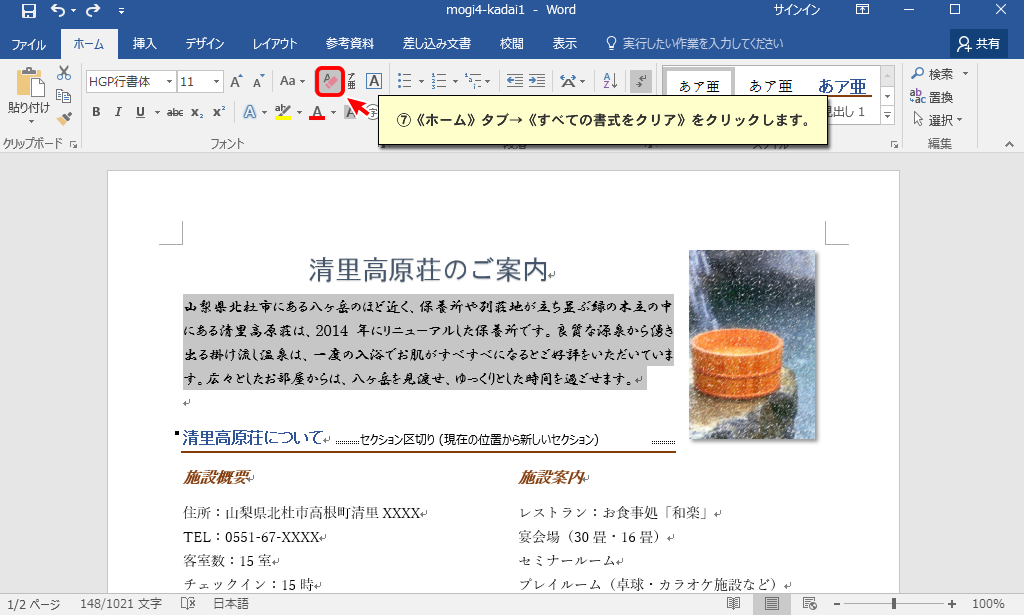 mogi4-kadai1 - Word
サインイン
ファイル ホーム 挿入 デザイン レイアウト 参考資料 差し込み文書 校閲 表示 実行したい作業を入力してください 共有
貼り付け
クリップボード
HGP行書体 11
Aa
B I U abc x₂ x²
フォント
あア亜 あア亜 あア亜
見出し 1
検索
置換
選択
編集
⑦《ホーム》タブ→《すべての書式をクリア》をクリックします。
清里高原荘のご案内
山梨県北杜市にある八ヶ岳のほど近く、保養所や別荘地が立ち並ぶ緑の木立の中
にある清里高原荘は、2014 年にリニューアルした保養所です。良質な源泉から湧き
出る掛け流し温泉は、一度の入浴でお肌がすべすべになるとご好評をいただいていま
す。広々としたお部屋からは、八ヶ岳を見渡せ、ゆっくりとした時間を過ごせます。
清里高原荘について
セクション区切り (現在の位置から新しいセクション)
施設概要
住所：山梨県北杜市高根町清里 XXXX
TEL：0551-67-XXXX
客室数：15 室
チェックイン：15 時
施設案内
レストラン：お食事処「和楽」
宴会場（30 畳・16 畳）
セミナールーム
プレイルーム（卓球・カラオケ施設など）
1/2 ページ 148/1021 文字 日本語 100%